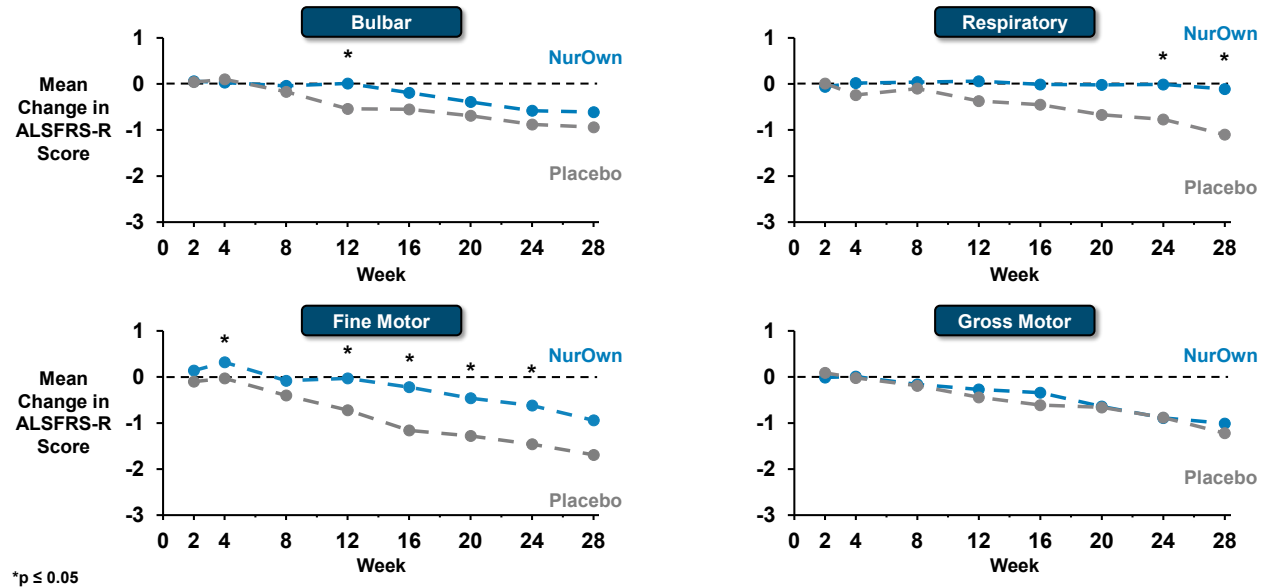 Bulbar
Mean
Change in
ALSFRS-R
Score
1
0
-1
-2
-3
*
NurOwn
Placebo
0 2 4 8 12 16 20 24 28
Week
Respiratory
1
0
-1
-2
-3
* *
NurOwn
Placebo
0 2 4 8 12 16 20 24 28
Week
Fine Motor
Mean
Change in
ALSFRS-R
Score
1
0
-1
-2
-3
* * * * *
NurOwn
Placebo
0 2 4 8 12 16 20 24 28
Week
Gross Motor
1
0
-1
-2
-3
NurOwn
Placebo
0 2 4 8 12 16 20 24 28
Week
*p ≤ 0.05